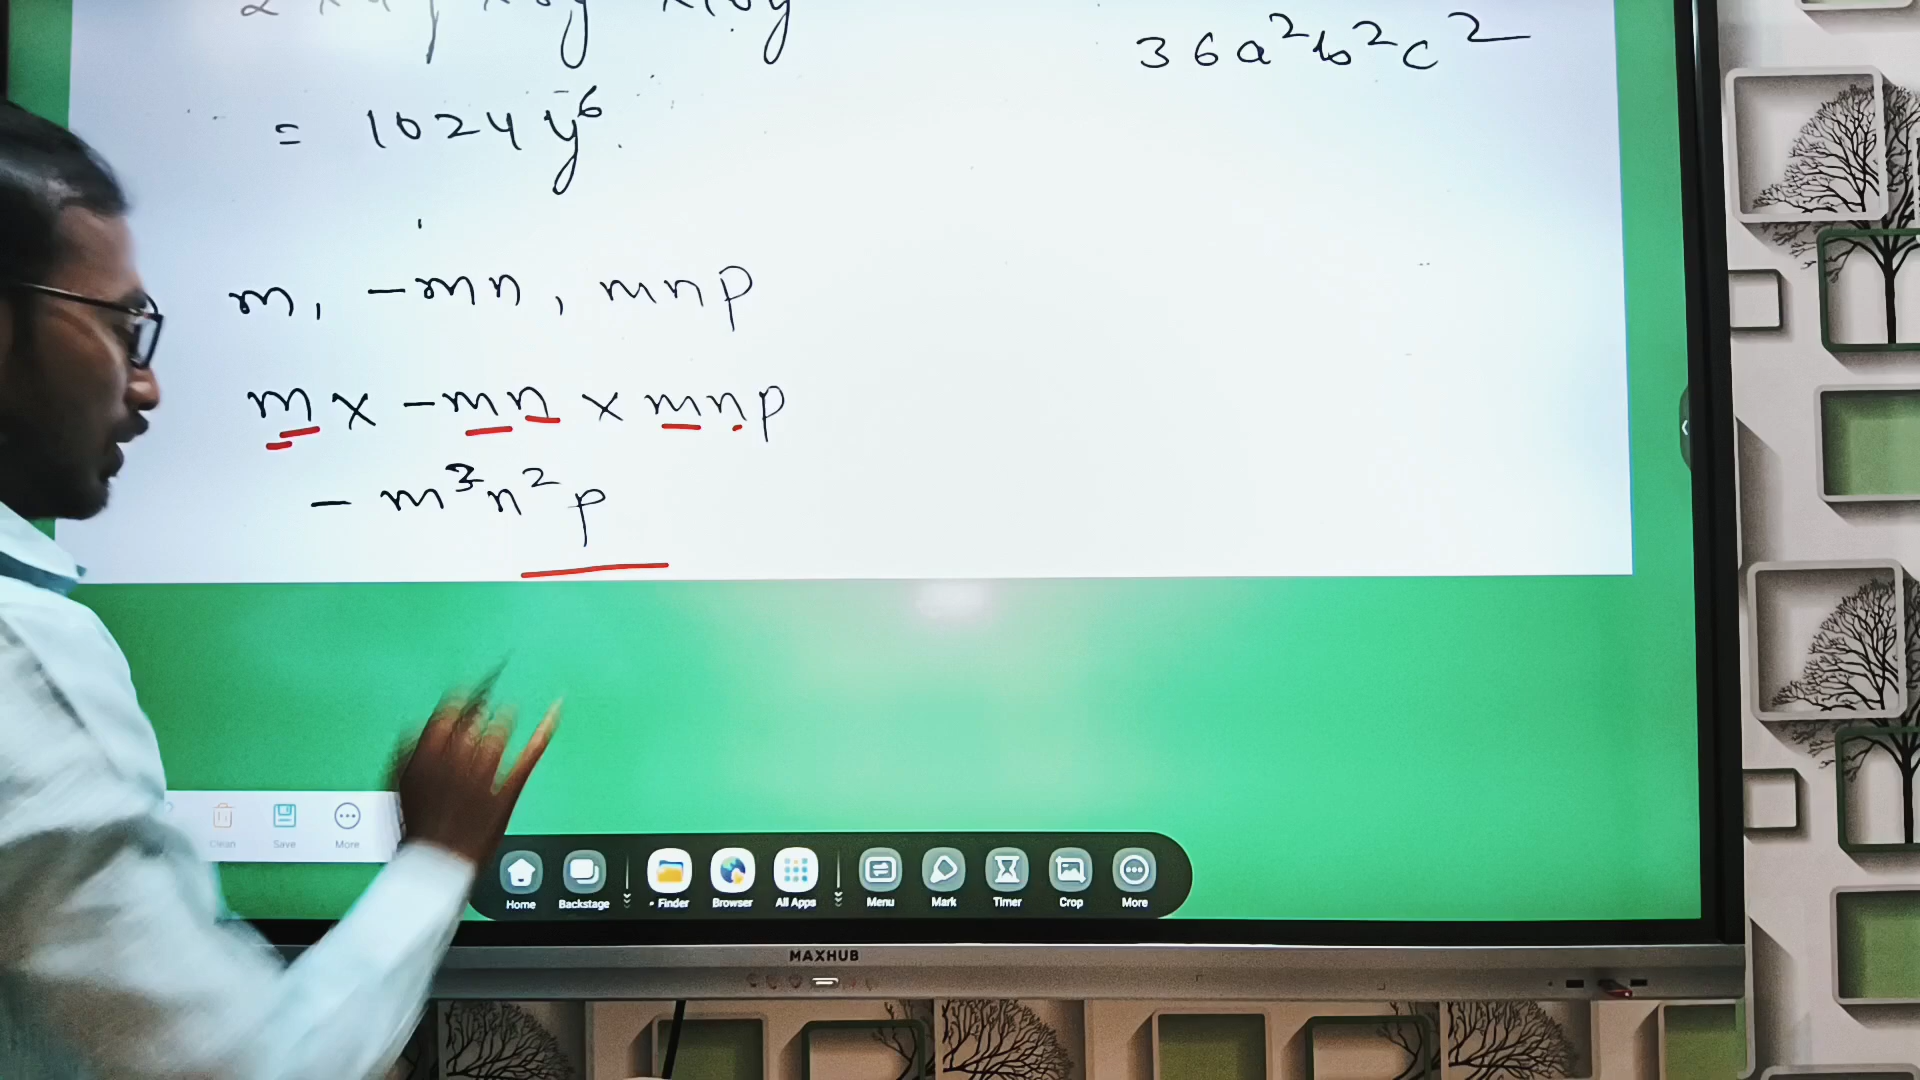 36a²b²c²
= 1024 y⁶
m, -mn, mnp
m x -mn x mnp
- m³n²p
Clean Save More
Home Backstage Finder Browser All Apps Menu Mark Timer Crop More
MAXHUB